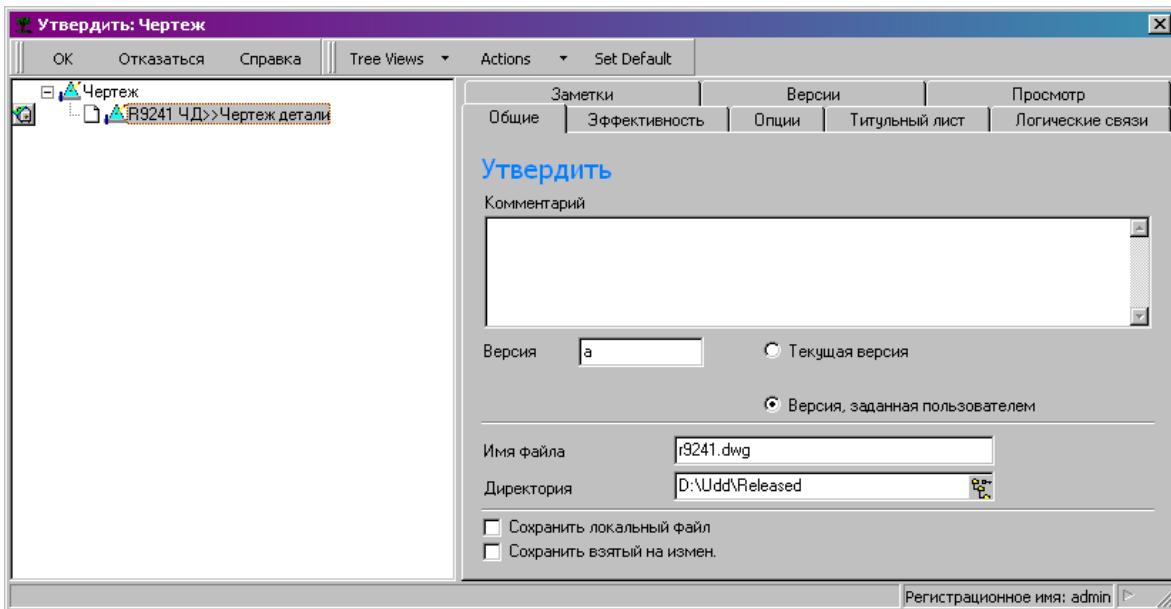 Утвердить: Чертеж
OK Отказаться Справка Tree Views Actions Set Default
Чертеж
R9241 ЧД>>Чертеж детали
Заметки Версии Просмотр
Общие Эффективность Опции Титульный лист Логические связи
Утвердить
Комментарий
Версия a Текущая версия
Версия, заданная пользователем
Имя файла r9241.dwg
Директория D:\Udd\Released
Сохранить локальный файл
Сохранить взятый на измен.
Регистрационное имя: admin